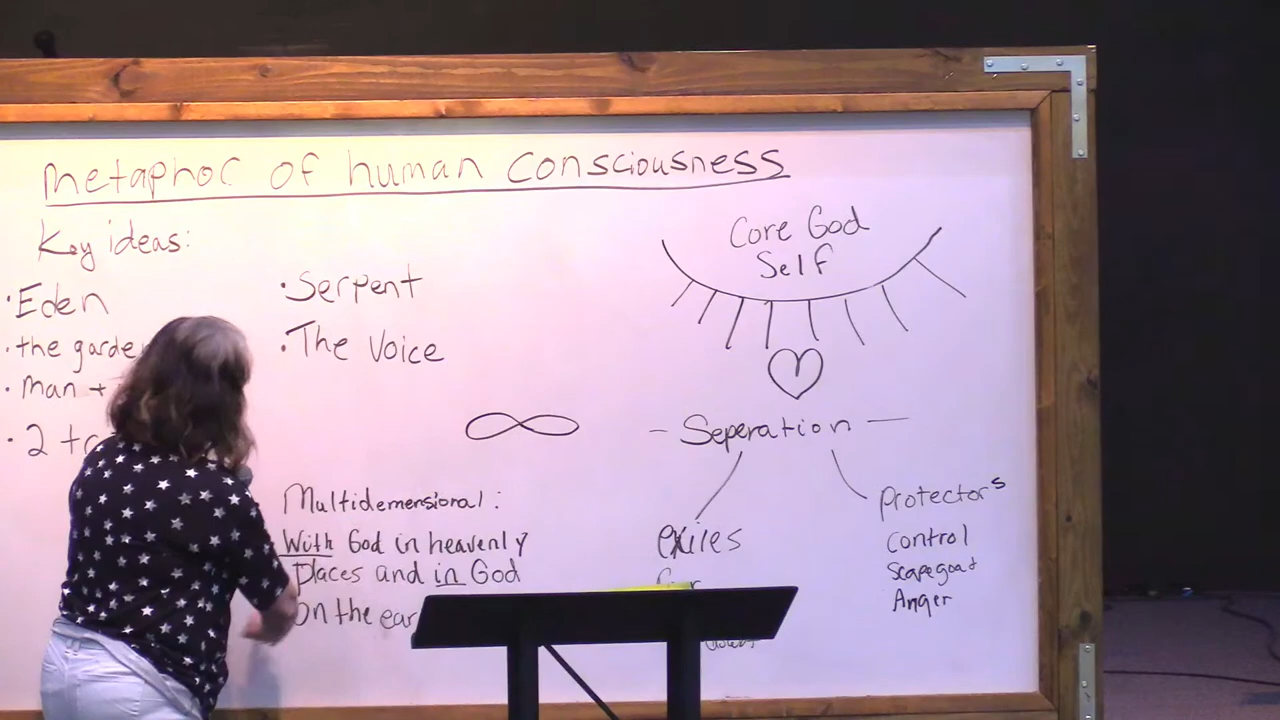 metaphor of human consciousness
Key ideas:
• Eden
• the garde
• man +
• 2 tr
• Serpent
• The Voice
Multidemensional:
With God in heavenly
Places and in God
on the ear
Core God
Self
- Seperation -
exiles
protectors
control
Scapegoat
Anger